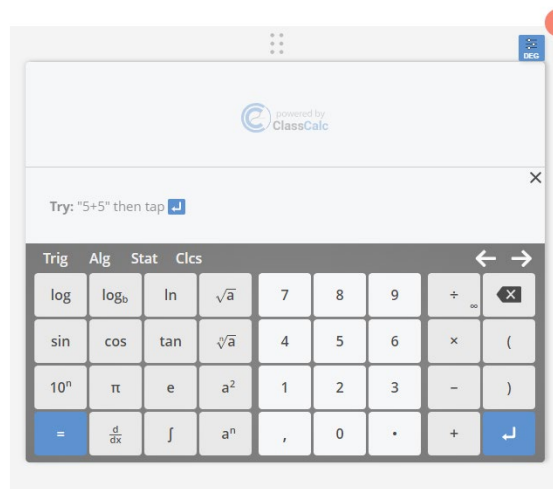 DEG
powered by
ClassCalc
×
Try: "5+5" then tap ↵
Trig Alg Stat Clcs ← →
log log_b ln √a 7 8 9 ÷ ∞
sin cos tan ⁿ√a 4 5 6 × (
10ⁿ π e a² 1 2 3 − )
= d/dx ∫ aⁿ , 0 · + ↵